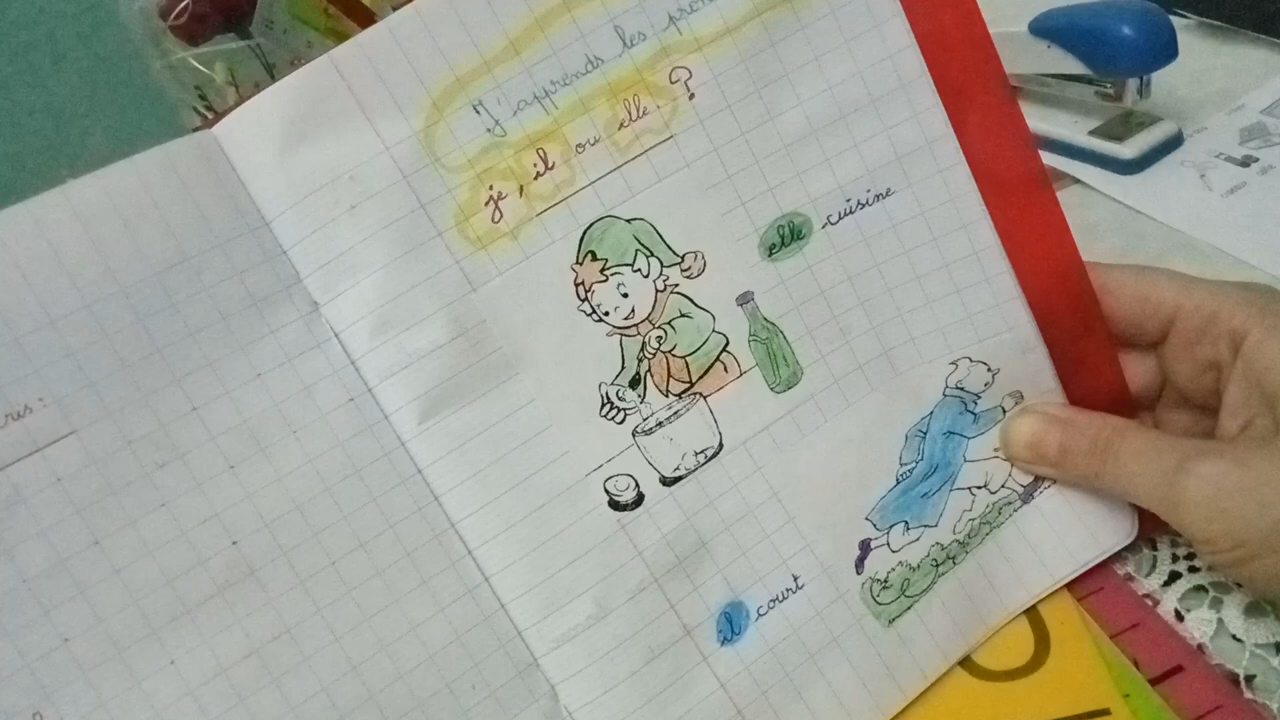 J'apprends les
je, il ou elle. ?
elle cuisine
il court